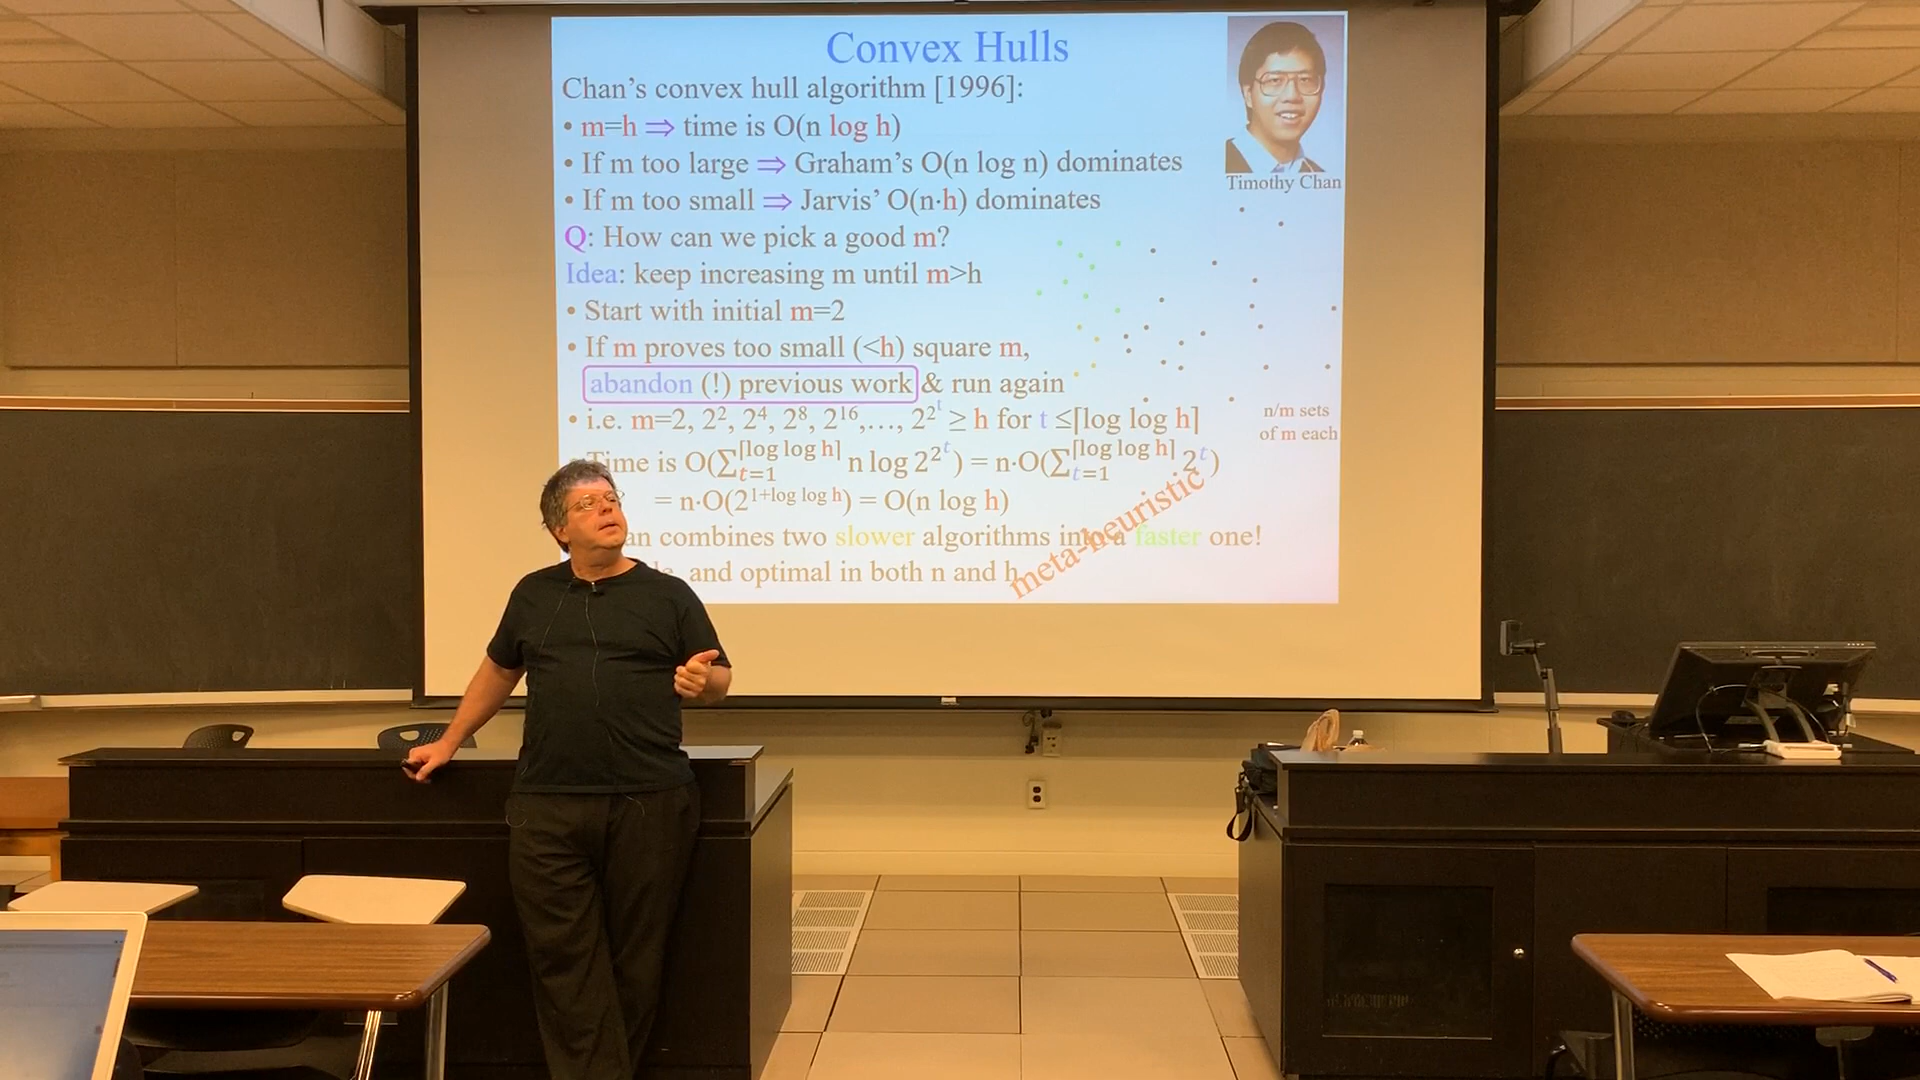 Convex Hulls
Chan's convex hull algorithm [1996]:
• m=h ⇒ time is O(n log h)
• If m too large ⇒ Graham's O(n log n) dominates
• If m too small ⇒ Jarvis' O(n·h) dominates
Timothy Chan
Q: How can we pick a good m?
Idea: keep increasing m until m>h
• Start with initial m=2
• If m proves too small (<h) square m,
abandon (!) previous work & run again
• i.e. m=2, 2², 2⁴, 2⁸, 2¹⁶,…, 2^2^t ≥ h for t ≤⌈log log h⌉
n/m sets
of m each
Time is O(∑_{t=1}^{⌈log log h⌉} n log 2^2^t) = n·O(∑_{t=1}^{⌈log log h⌉} 2^t)
= n·O(2^{1+log log h}) = O(n log h)
combines two slower algorithms into a faster one!
and optimal in both n and h
meta-heuristic